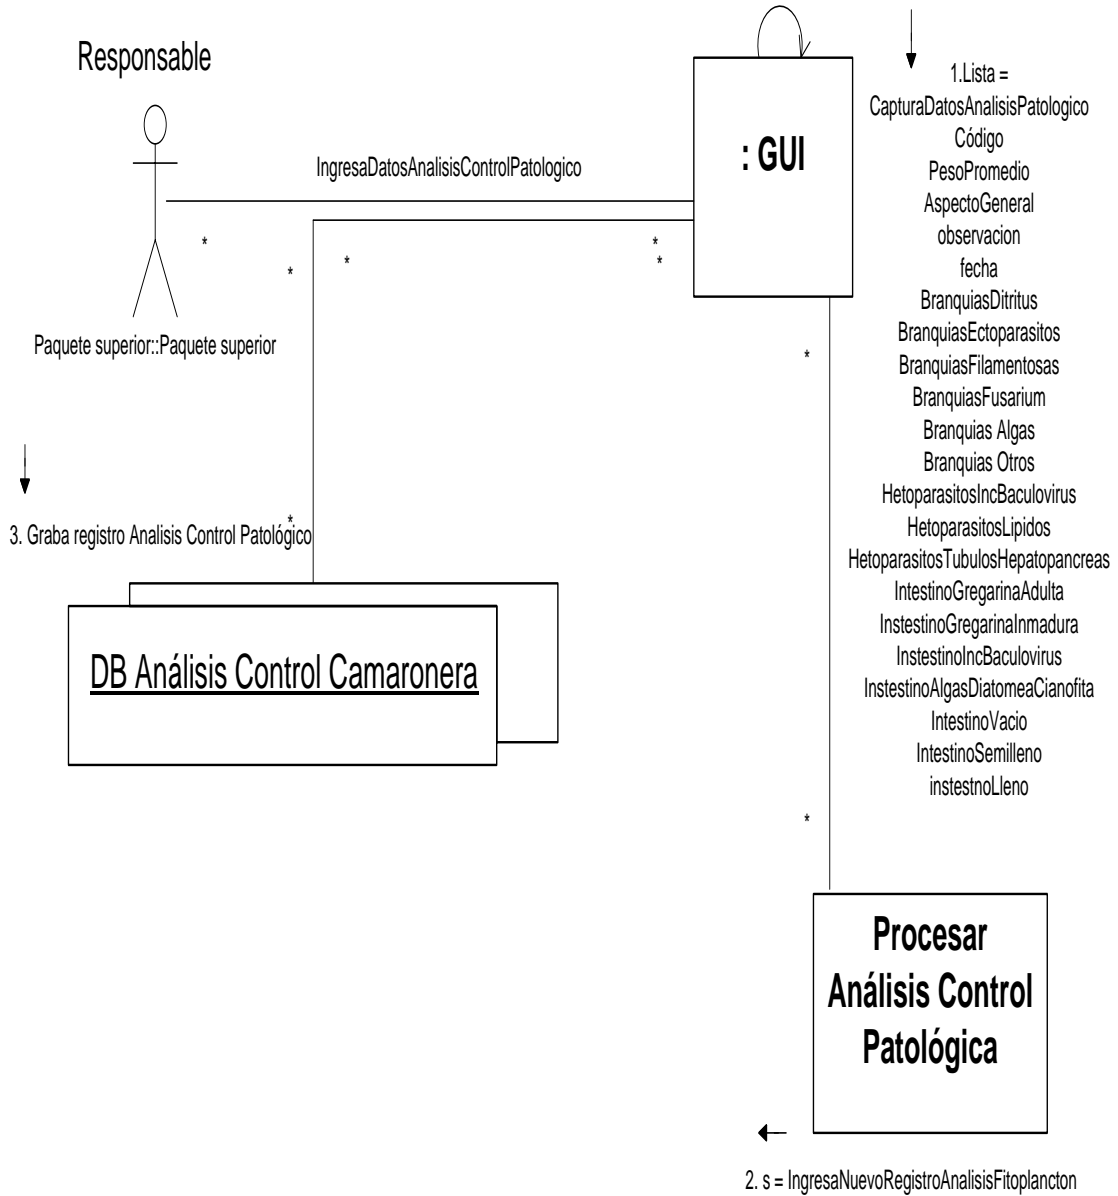 Responsable
IngresaDatosAnalisisControlPatologico
: GUI
*
*
*
*
*
Paquete superior::Paquete superior
*
1.Lista =
CapturaDatosAnalisisPatologico
Código
PesoPromedio
AspectoGeneral
observacion
fecha
BranquiasDitritus
BranquiasEctoparasitos
BranquiasFilamentosas
BranquiasFusarium
Branquias Algas
Branquias Otros
HetoparasitosIncBaculovirus
HetoparasitosLipidos
HetoparasitosTubulosHepatopancreas
IntestinoGregarinaAdulta
InstestinoGregarinaInmadura
InstestinoIncBaculovirus
InstestinoAlgasDiatomeaCianofita
IntestinoVacio
IntestinoSemilleno
instestnoLleno
*
3. Graba registro Analisis Control Patológico
DB Análisis Control Camaronera
*
Procesar
Análisis Control
Patológica
2. s = IngresaNuevoRegistroAnalisisFitoplancton